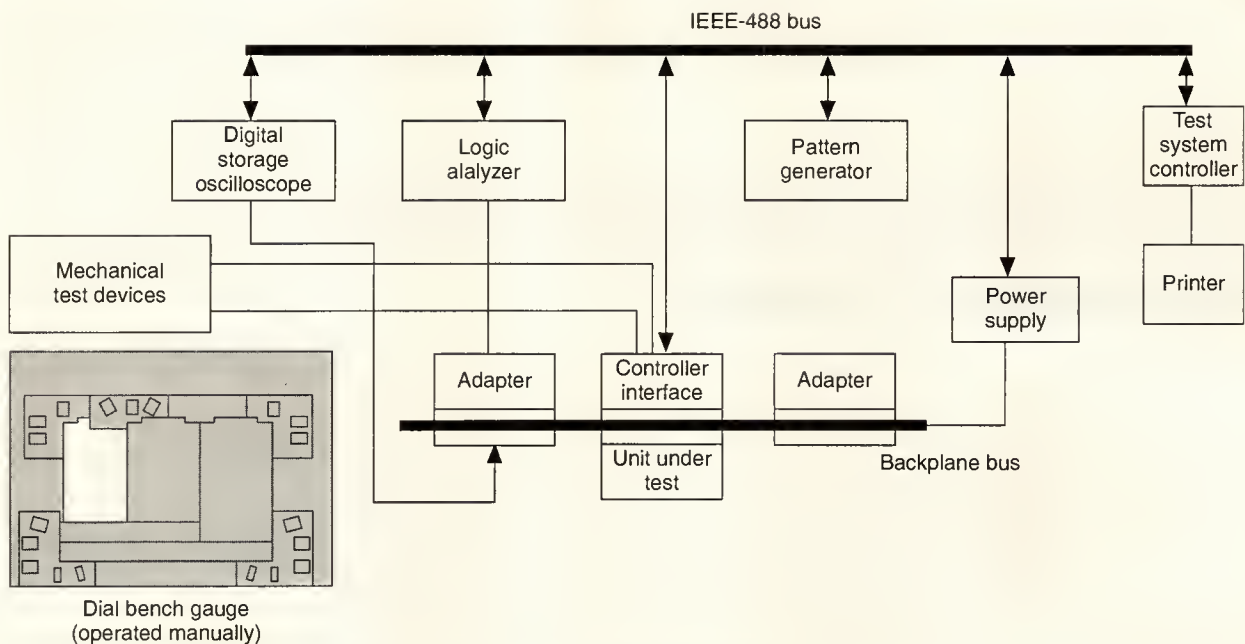 IEEE-488 bus
Digital
storage
oscilloscope
Logic
alalyzer
Pattern
generator
Test
system
controller
Mechanical
test devices
Power
supply
Printer
Adapter
Controller
interface
Adapter
Unit under
test
Backplane bus
Dial bench gauge
(operated manually)